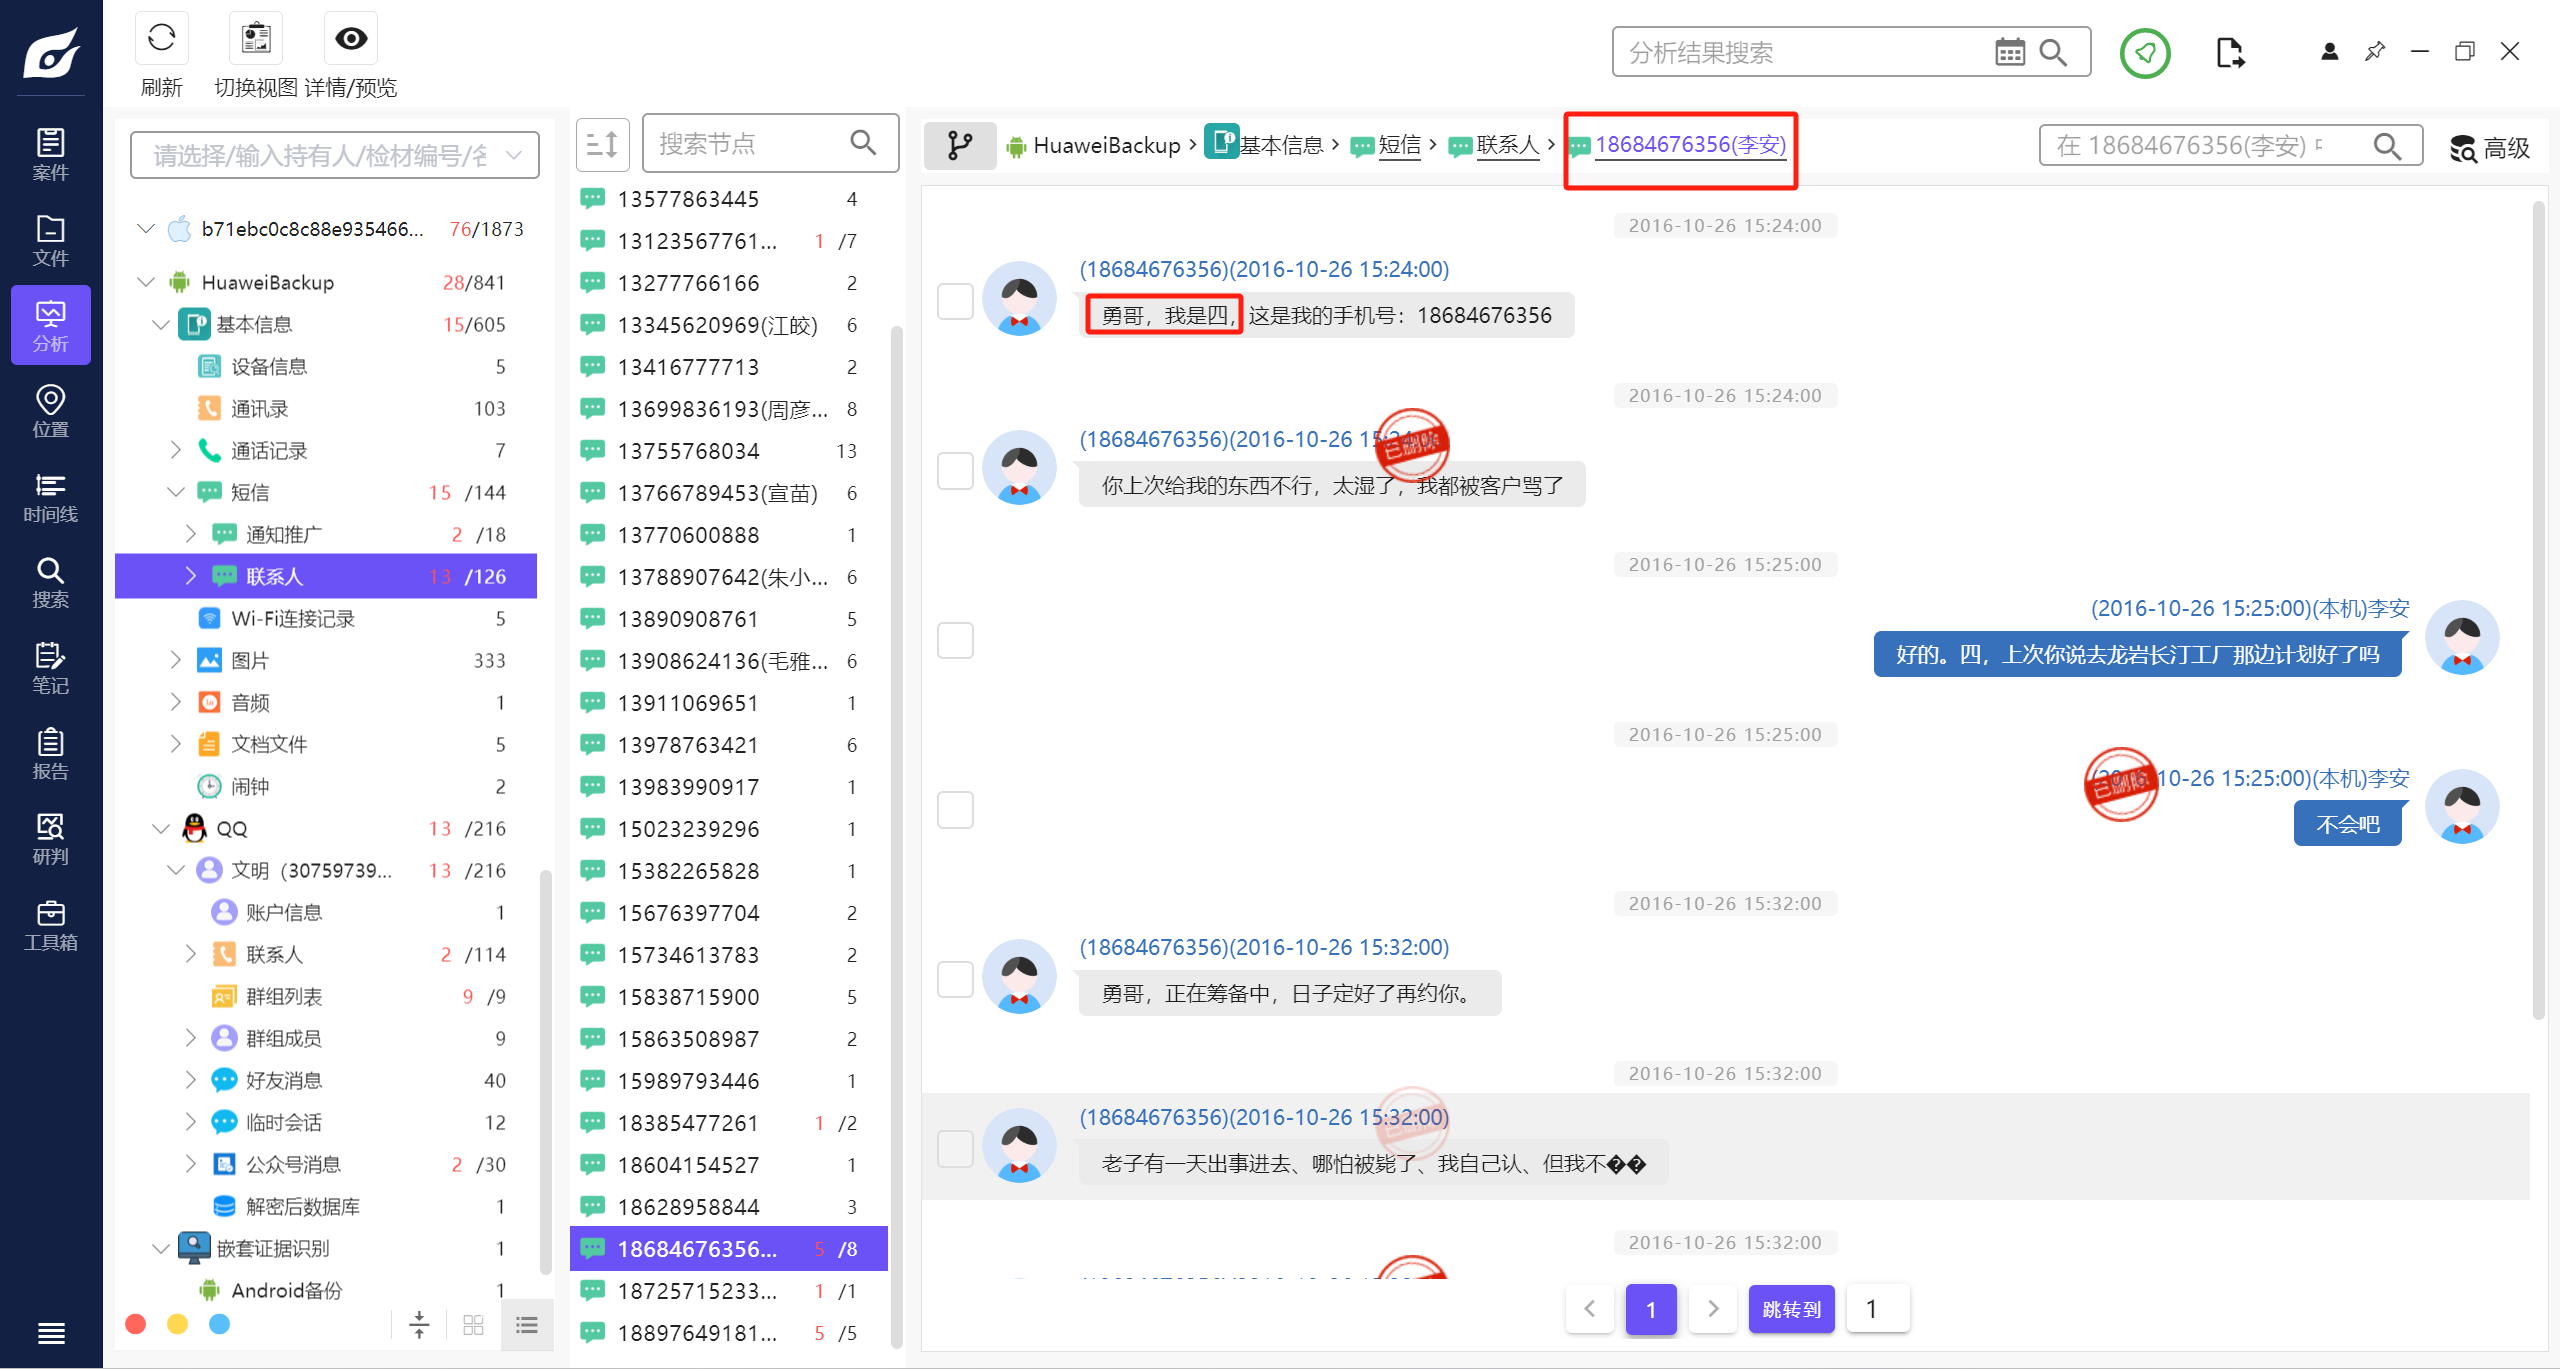 刷新
切换视图
详情/预览
分析结果搜索
案件
文件
分析
位置
时间线
搜索
笔记
报告
研判
工具箱
请选择/输入持有人/检材编号/名
b71ebc0c8c88e935466... 76/1873
HuaweiBackup 28/841
基本信息 15/605
设备信息 5
通讯录 103
通话记录 7
短信 15 /144
通知推广 2 /18
联系人 13 /126
Wi-Fi连接记录 5
图片 333
音频 1
文档文件 5
闹钟 2
QQ 13 /216
文明（30759739... 13 /216
账户信息 1
联系人 2 /114
群组列表 9 /9
群组成员 9
好友消息 40
临时会话 12
公众号消息 2 /30
解密后数据库 1
嵌套证据识别 1
Android备份 1
搜索节点
13577863445 4
13123567761... 1 /7
13277766166 2
13345620969(江皎) 6
13416777713 2
13699836193(周彦... 8
13755768034 13
13766789453(宣苗) 6
13770600888 1
13788907642(朱小... 6
13890908761 5
13908624136(毛雅... 6
13911069651 1
13978763421 6
13983990917 1
15023239296 1
15382265828 1
15676397704 2
15734613783 2
15838715900 5
15863508987 2
15989793446 1
18385477261 1 /2
18604154527 1
18628958844 3
18684676356... 5 /8
18725715233... 1 /1
18897649181... 5 /5
HuaweiBackup › 基本信息 › 短信 › 联系人 › 18684676356(李安)
在 18684676356(李安)
高级
2016-10-26 15:24:00
(18684676356)(2016-10-26 15:24:00)
勇哥，我是四，这是我的手机号：18684676356
2016-10-26 15:24:00
(18684676356)(2016-10-26 15:24:00)
已删除
你上次给我的东西不行，太湿了，我都被客户骂了
2016-10-26 15:25:00
(2016-10-26 15:25:00)(本机)李安
好的。四，上次你说去龙岩长汀工厂那边计划好了吗
2016-10-26 15:25:00
(2016-10-26 15:25:00)(本机)李安
已删除
不会吧
2016-10-26 15:32:00
(18684676356)(2016-10-26 15:32:00)
勇哥，正在筹备中，日子定好了再约你。
2016-10-26 15:32:00
(18684676356)(2016-10-26 15:32:00)
已删除
老子有一天出事进去、哪怕被毙了、我自己认、但我不��
2016-10-26 15:32:00
1
跳转到
1